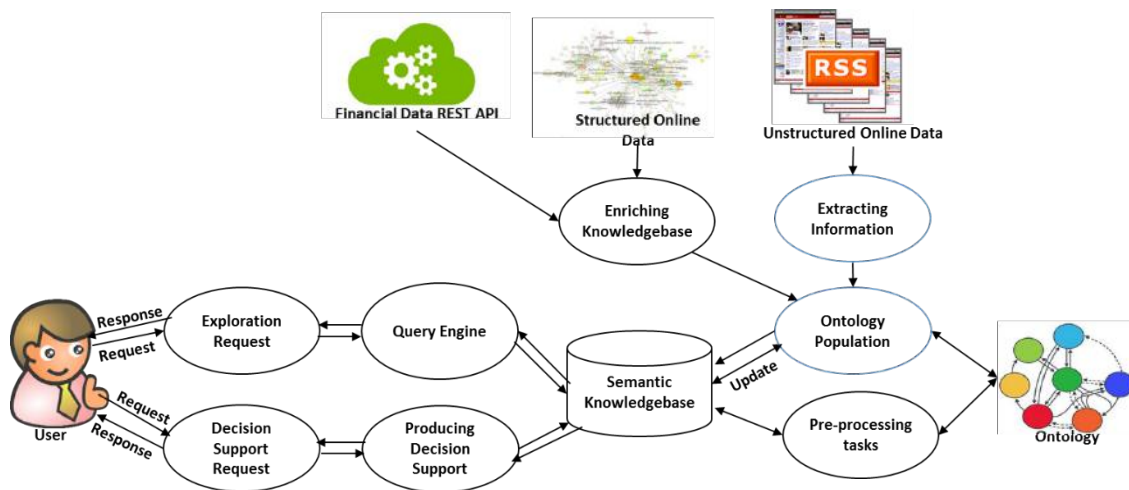 RSS
Financial Data REST API
Structured Online
Data
Unstructured Online Data
Enriching
Knowledgebase
Extracting
Information
Response
Request
Exploration
Request
Query Engine
Ontology
Population
Semantic
Knowledgebase
Update
User
Request
Response
Decision
Support
Request
Producing
Decision
Support
Pre-processing
tasks
Ontology